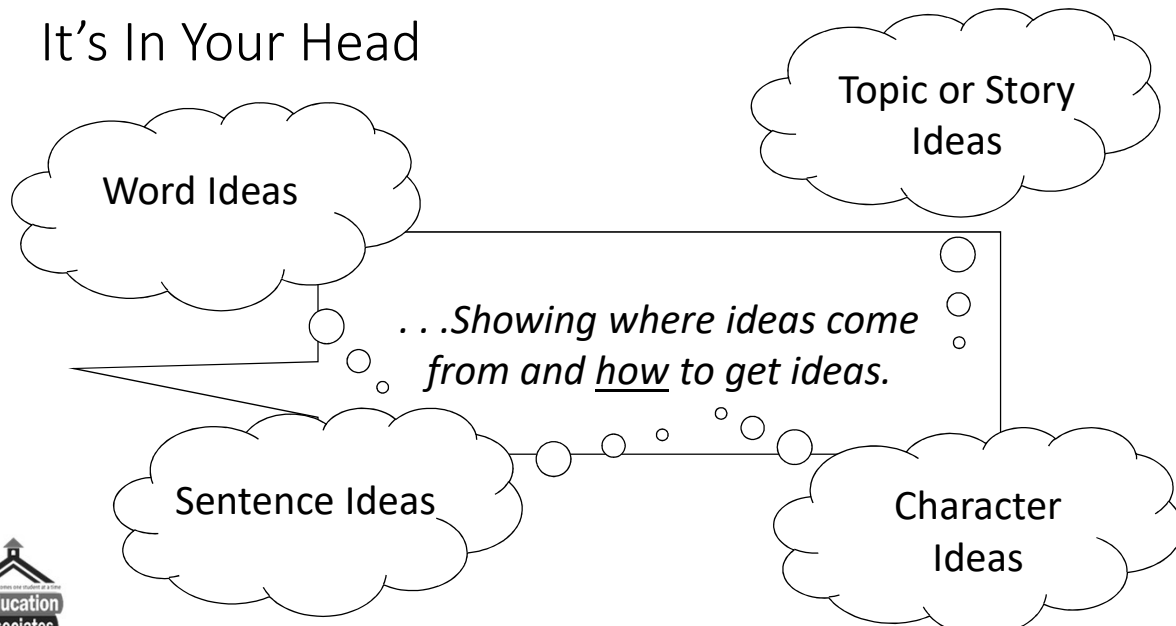 It's In Your Head
Topic or Story
Ideas
Word Ideas
. . .Showing where ideas come
from and how to get ideas.
Sentence Ideas
Character
Ideas